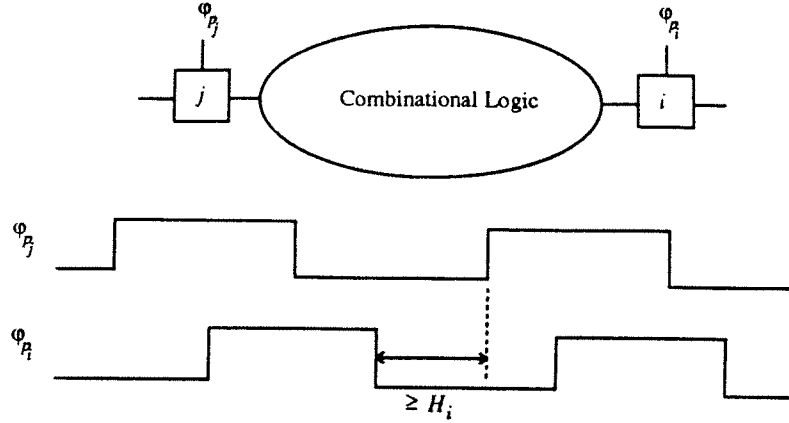 φ_{p_j} φ_{p_i}
j Combinational Logic i
φ_{p_j}
φ_{p_i}
≥ H_i